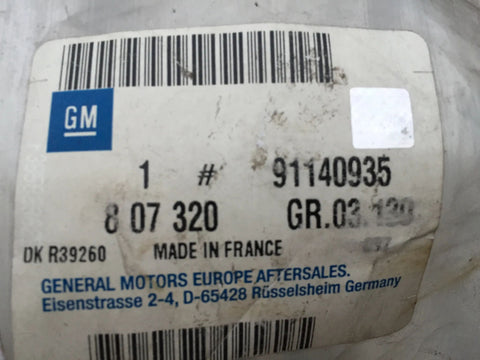 GM
1 # 91140935
8 07 320 GR.03.130
DK R39260 MADE IN FRANCE
GENERAL MOTORS EUROPE AFTERSALES.
Eisenstrasse 2-4, D-65428 Rüsselsheim Germany